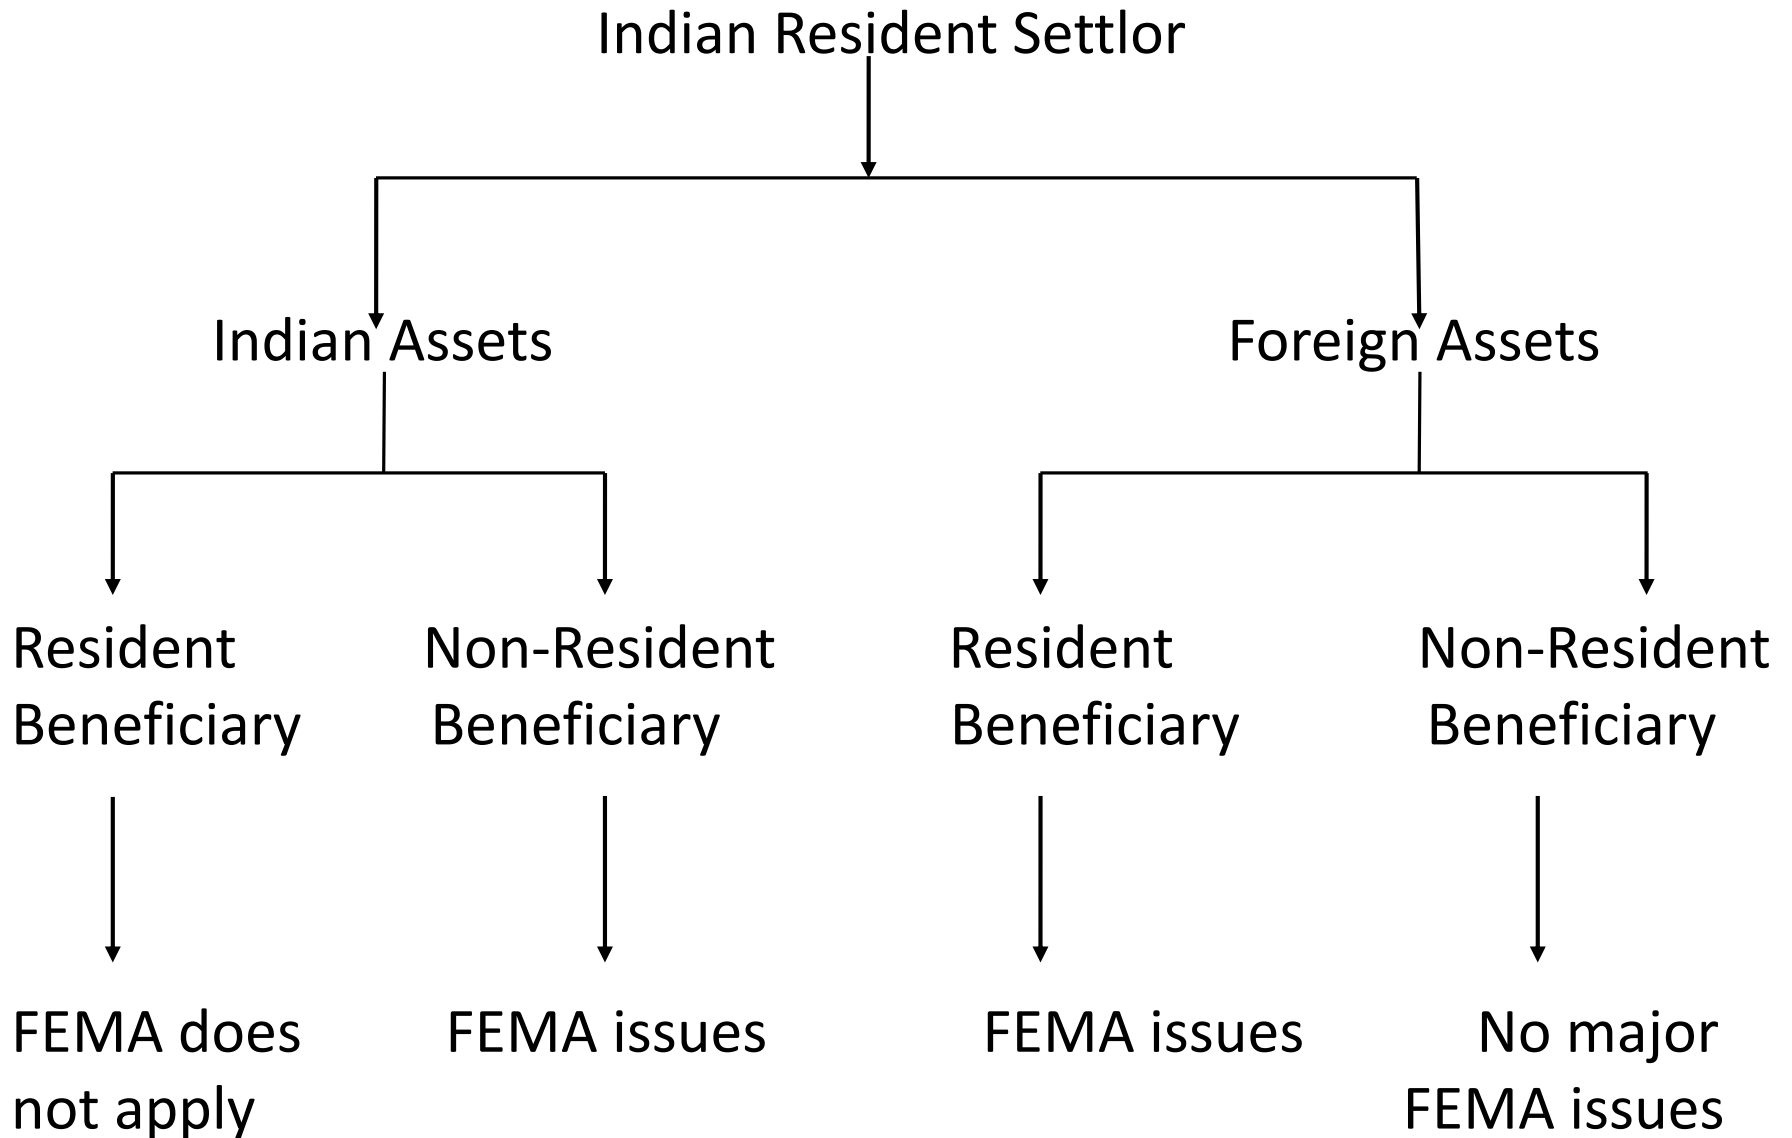 Indian Resident Settlor
Indian Assets
Foreign Assets
Resident
Beneficiary
Non-Resident
Beneficiary
Resident
Beneficiary
Non-Resident
Beneficiary
FEMA does
not apply
FEMA issues
FEMA issues
No major
FEMA issues